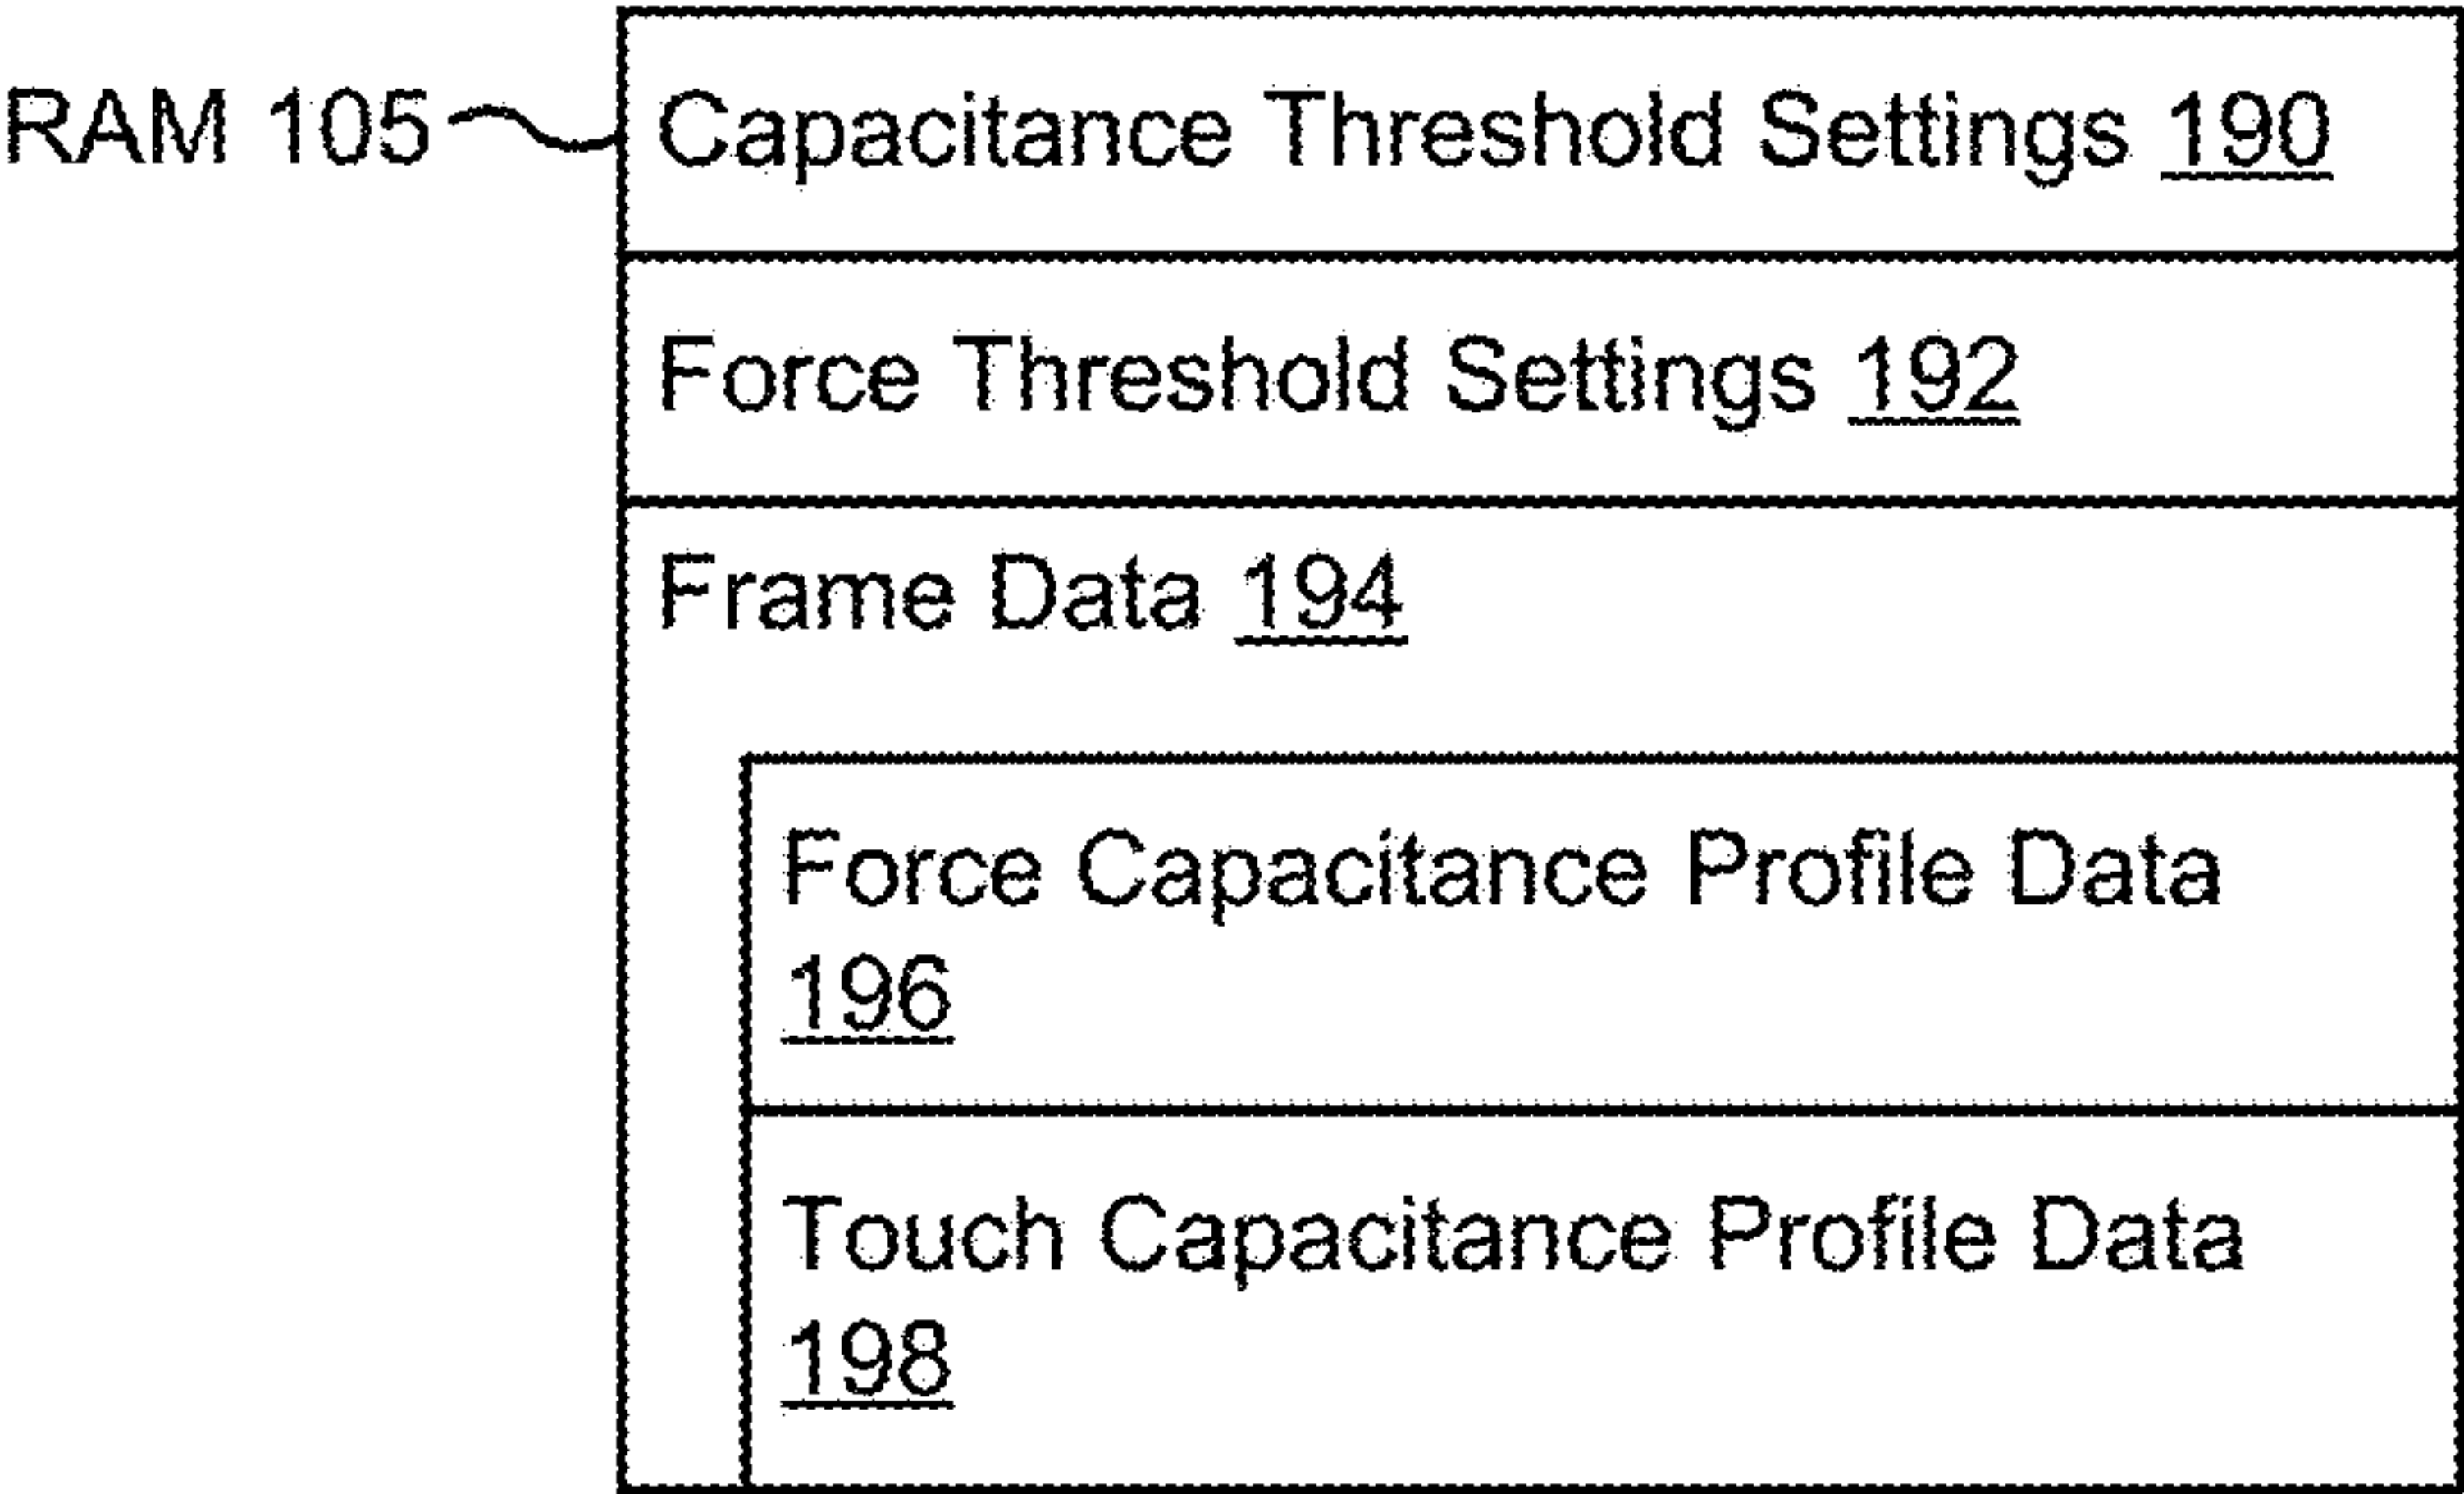 RAM 105
Capacitance Threshold Settings 190
Force Threshold Settings 192
Frame Data 194
Force Capacitance Profile Data
196
Touch Capacitance Profile Data
198